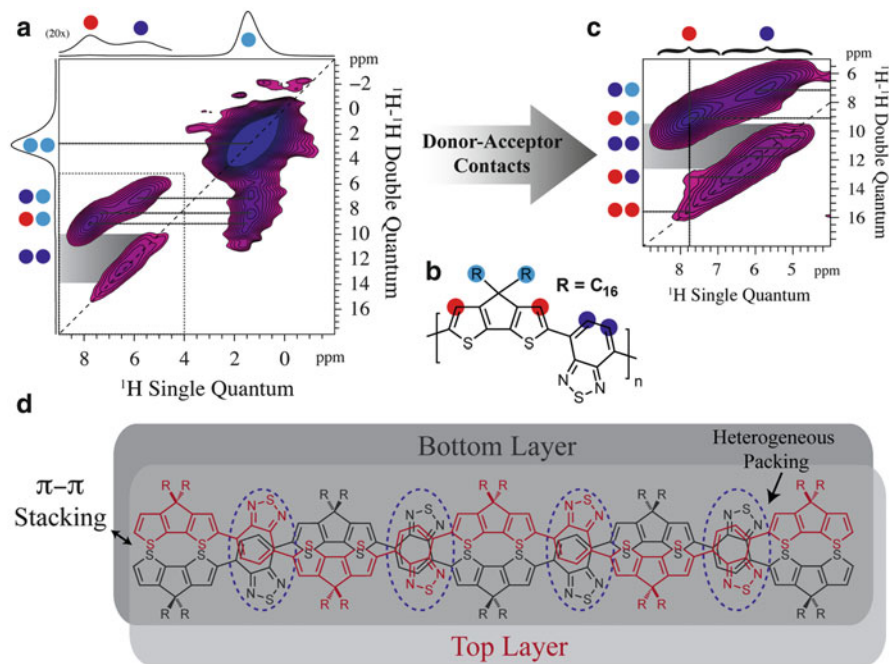 a
(20x)
ppm
-2
0
2
4
6
8
10
12
14
16
¹H-¹H Double Quantum
8 6 4 2 0 ppm
¹H Single Quantum
Donor-Acceptor
Contacts
c
ppm
6
8
10
12
14
16
¹H-¹H Double Quantum
8 7 6 5 ppm
¹H Single Quantum
b
R R
R = C₁₆
S S
N N
S
n
d
Bottom Layer
Heterogeneous
Packing
π–π
Stacking
Top Layer